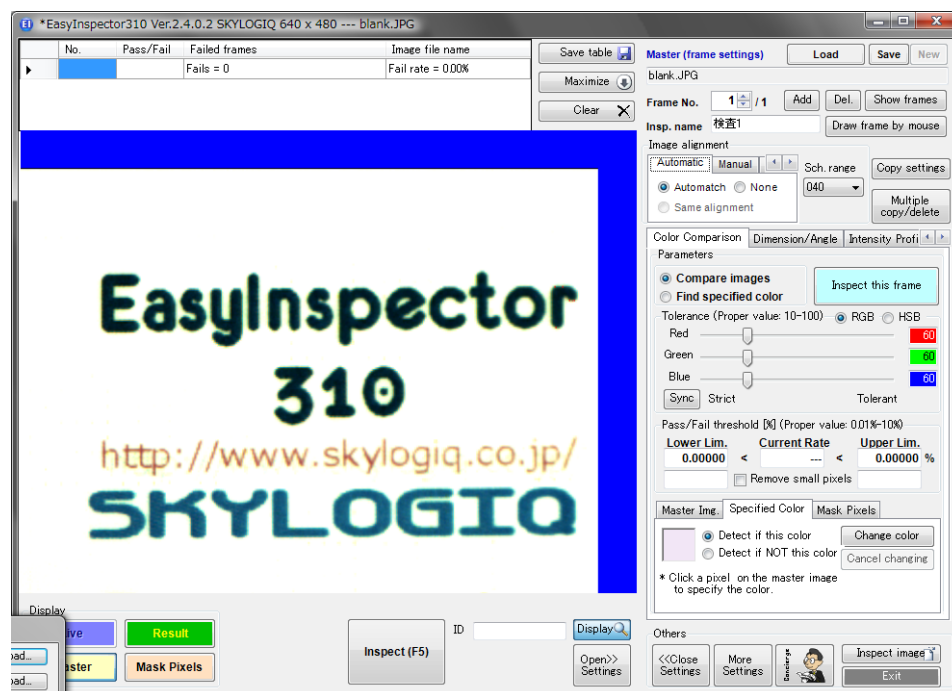 *EasyInspector310 Ver.2.4.0.2 SKYLOGIQ 640 x 480 --- blank.JPG
No. Pass/Fail Failed frames Image file name
Fails = 0 Fail rate = 0.00%
Save table
Maximize
Clear
EasyInspector
310
http://www.skylogiq.co.jp/
SKYLOGIQ
Display
ive Result
aster Mask Pixels
oad...
oad...
Inspect (F5)
ID
Display
Open>>
Settings
Master (frame settings) Load Save New
blank.JPG
Frame No. 1 / 1 Add Del. Show frames
Insp. name 検査1 Draw frame by mouse
Image alignment
Automatic Manual
Automatch None
Same alignment
Sch. range
040
Copy settings
Multiple
copy/delete
Color Comparison Dimension/Angle Intensity Profi
Parameters
Compare images
Find specified color
Inspect this frame
Tolerance (Proper value: 10-100) RGB HSB
Red 60
Green 60
Blue 60
Sync Strict Tolerant
Pass/Fail threshold [%] (Proper value: 0.01%-10%)
Lower Lim. Current Rate Upper Lim.
0.00000 < --- < 0.00000 %
Remove small pixels
Master Img. Specified Color Mask Pixels
Detect if this color
Detect if NOT this color
Change color
Cancel changing
* Click a pixel on the master image
to specify the color.
Others
<<Close
Settings
More
Settings
Concierge
Inspect image
Exit